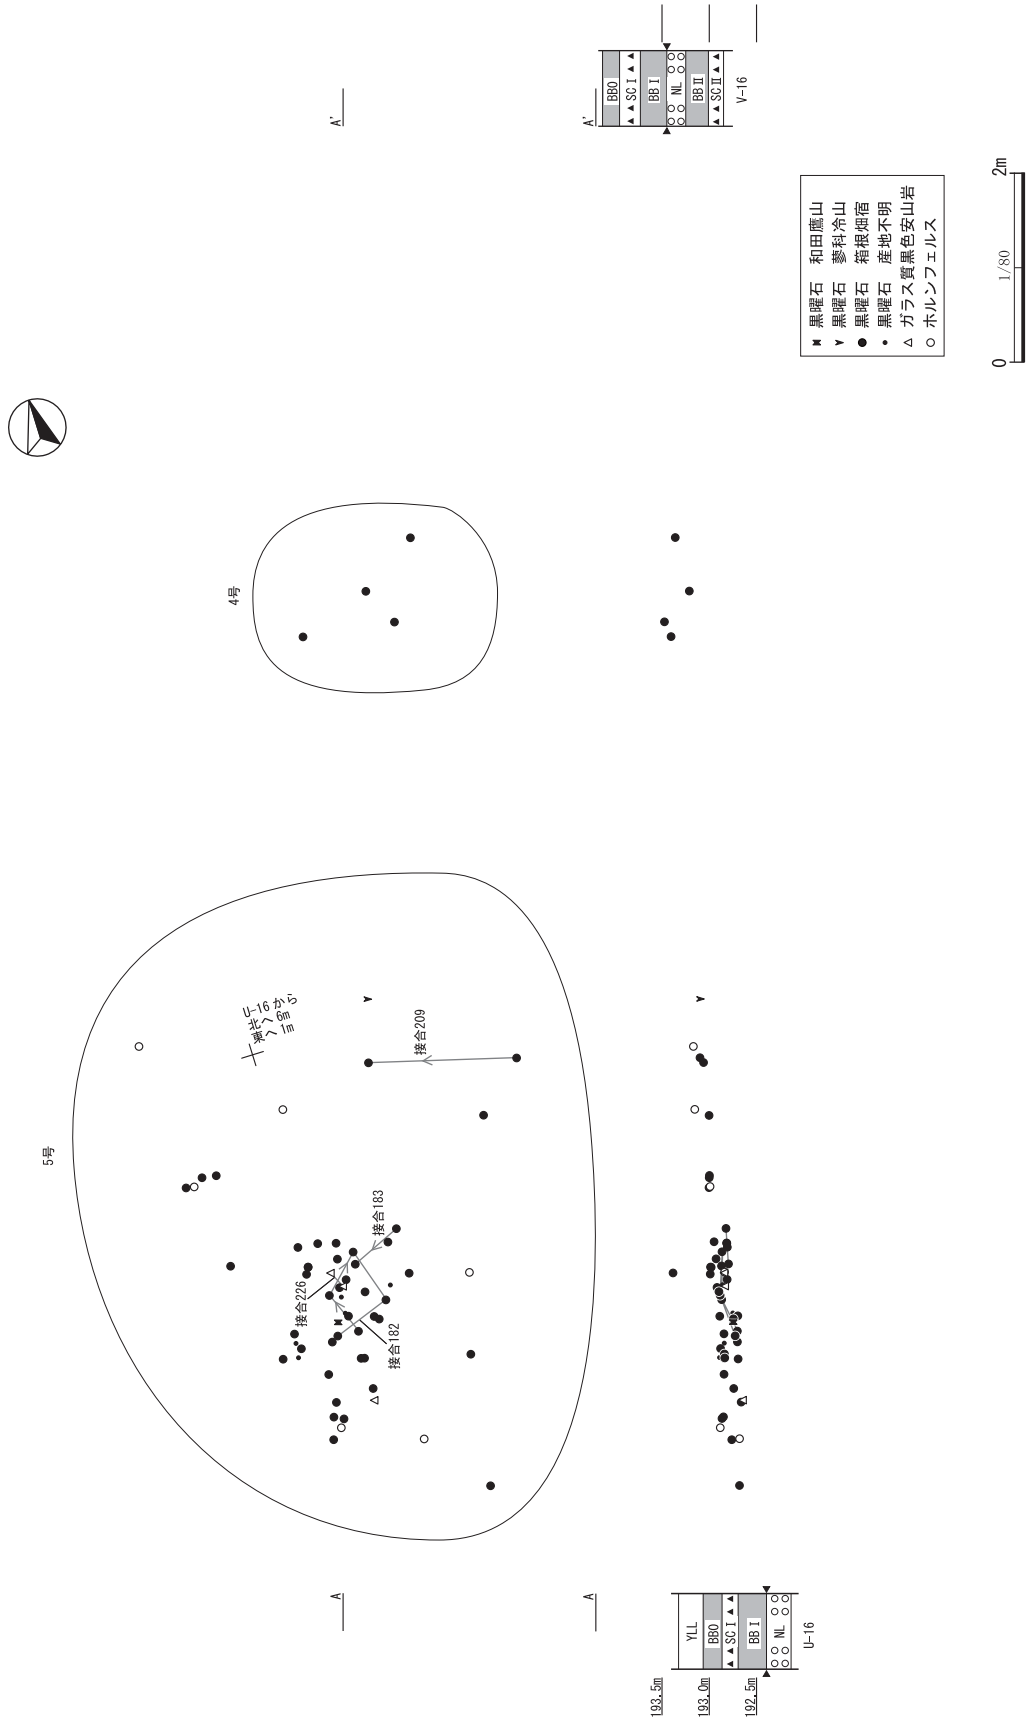 A'
A'
BB0
SCⅠ
BBⅠ
NL
BBⅡ
SCⅡ
V-16
黒曜石　和田鷹山
黒曜石　蓼科冷山
黒曜石　箱根畑宿
黒曜石　産地不明
ガラス質黒色安山岩
ホルンフェルス
0
1/80
2m
4号
5号
U-16から
北へ6m
東へ1m
接合209
接合183
接合226
接合182
A
A
YLL
BB0
SCⅠ
BBⅠ
NL
U-16
193.5m
193.0m
192.5m